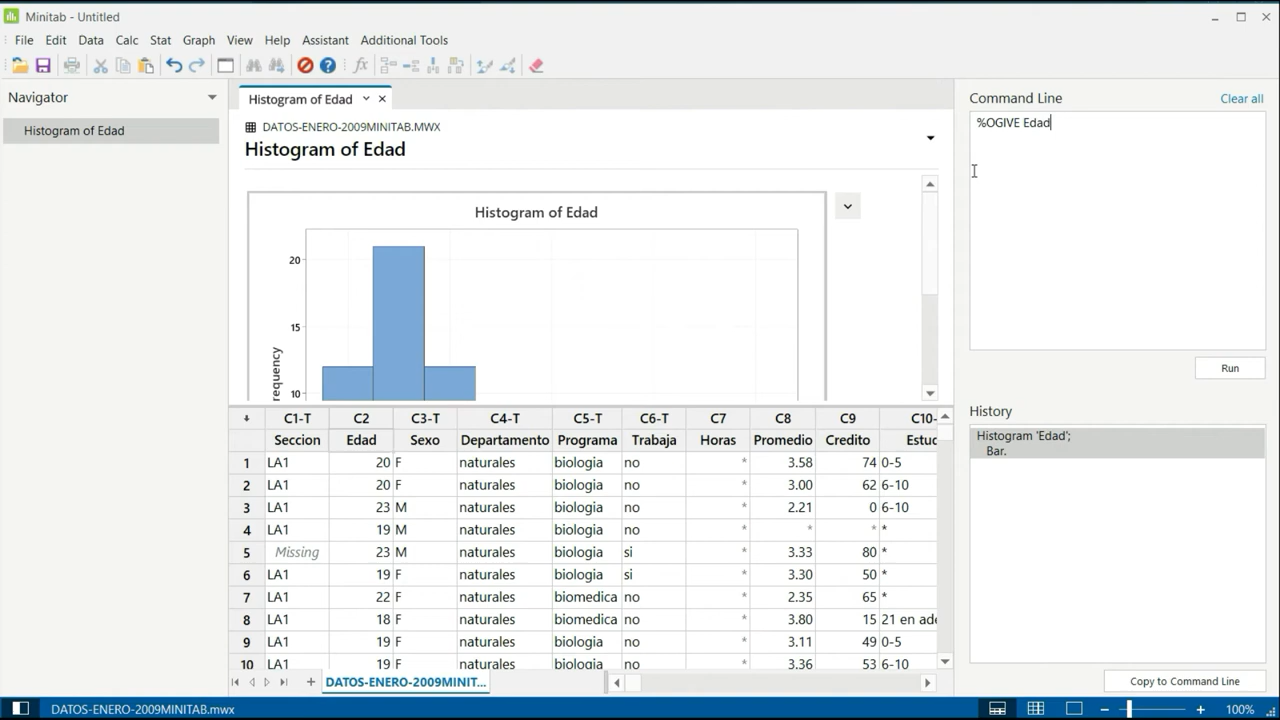 Minitab - Untitled
File Edit Data Calc Stat Graph View Help Assistant Additional Tools
Navigator
Histogram of Edad
Histogram of Edad
DATOS-ENERO-2009MINITAB.MWX
Histogram of Edad
Histogram of Edad
20
15
10
requency
Command Line Clear all
%OGIVE Edad
Run
History
Histogram 'Edad';
Bar.
Copy to Command Line
C1-T C2 C3-T C4-T C5-T C6-T C7 C8 C9 C10-
Seccion Edad Sexo Departamento Programa Trabaja Horas Promedio Credito Estud
1 LA1 20 F naturales biologia no * 3.58 74 0-5
2 LA1 20 F naturales biologia no * 3.00 62 6-10
3 LA1 23 M naturales biologia no * 2.21 0 6-10
4 LA1 19 M naturales biologia no * * * *
5 Missing 23 M naturales biologia si * 3.33 80 *
6 LA1 19 F naturales biologia si * 3.30 50 *
7 LA1 22 F naturales biomedica no * 2.35 65 *
8 LA1 18 F naturales biomedica no * 3.80 15 21 en ade
9 LA1 19 F naturales biologia no * 3.11 49 0-5
10 LA1 19 F naturales biologia no * 3.36 53 6-10
DATOS-ENERO-2009MINIT...
DATOS-ENERO-2009MINITAB.mwx
100%